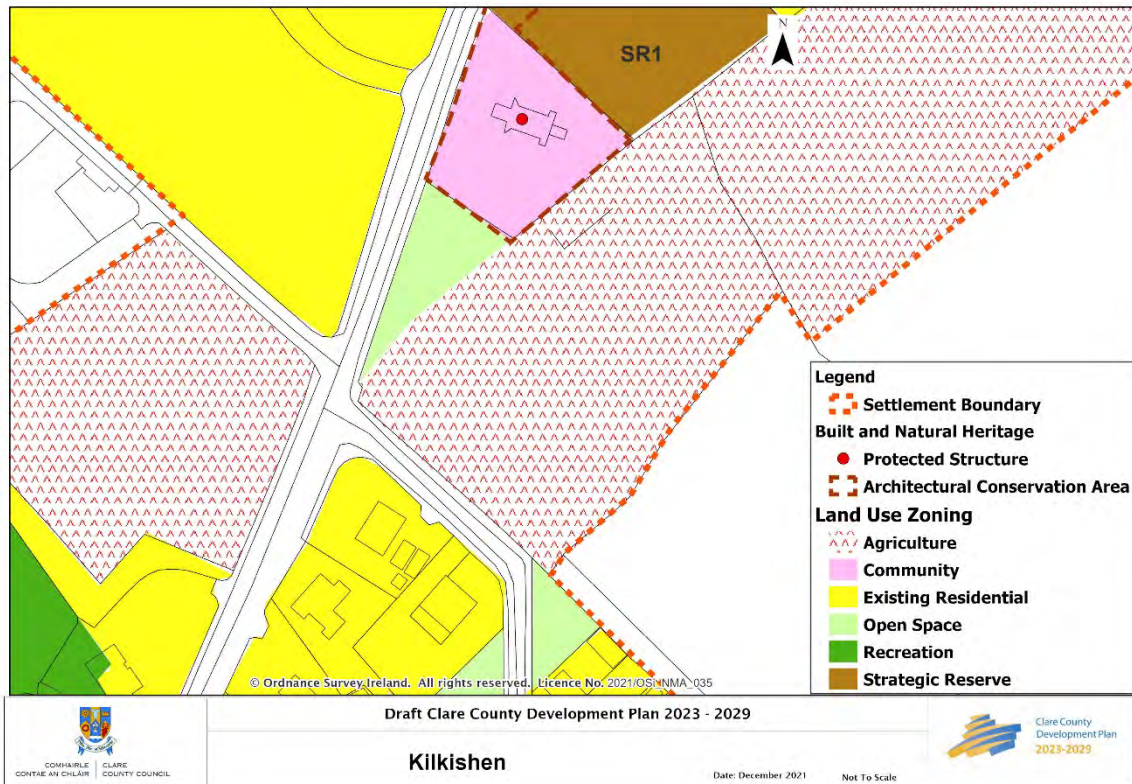 SR1
N
Legend
Settlement Boundary
Built and Natural Heritage
Protected Structure
Architectural Conservation Area
Land Use Zoning
Agriculture
Community
Existing Residential
Open Space
Recreation
Strategic Reserve
© Ordnance Survey Ireland. All rights reserved. Licence No. 2021/OSi_NMA_035
COMHAIRLE CONTAE AN CHLÁIR
CLARE COUNTY COUNCIL
Draft Clare County Development Plan 2023 - 2029
Kilkishen
Date: December 2021
Not To Scale
Clare County
Development Plan
2023-2029